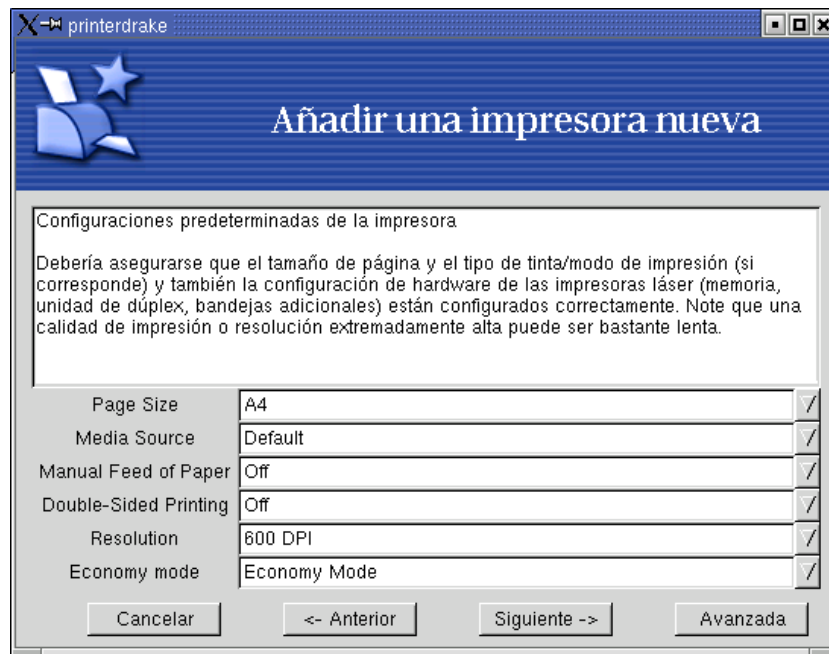 printerdrake
Añadir una impresora nueva
Configuraciones predeterminadas de la impresora
Debería asegurarse que el tamaño de página y el tipo de tinta/modo de impresión (si
corresponde) y también la configuración de hardware de las impresoras láser (memoria,
unidad de dúplex, bandejas adicionales) están configurados correctamente. Note que una
calidad de impresión o resolución extremadamente alta puede ser bastante lenta.
Page Size A4
Media Source Default
Manual Feed of Paper Off
Double-Sided Printing Off
Resolution 600 DPI
Economy mode Economy Mode
Cancelar <- Anterior Siguiente -> Avanzada